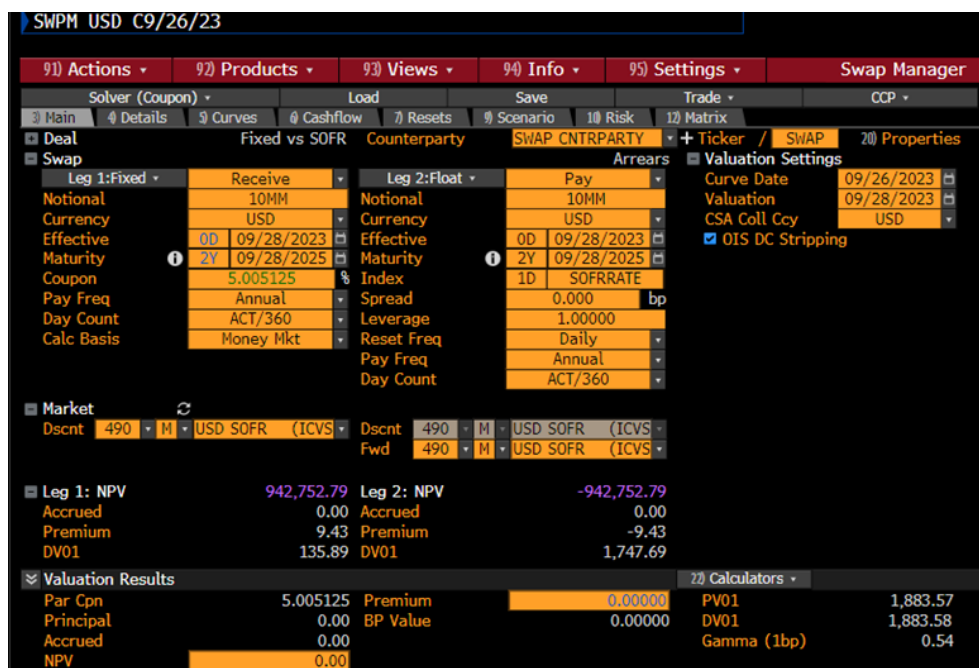 SWPM USD C9/26/23
91) Actions 92) Products 93) Views 94) Info 95) Settings Swap Manager
Solver (Coupon) Load Save Trade CCP
3) Main 4) Details 5) Curves 6) Cashflow 7) Resets 9) Scenario 10) Risk 12) Matrix
Deal Fixed vs SOFR Counterparty SWAP CNTRPARTY + Ticker / SWAP 20) Properties
Swap Arrears Valuation Settings
Leg 1:Fixed Receive Leg 2:Float Pay Curve Date 09/26/2023
Notional 10MM Notional 10MM Valuation 09/28/2023
Currency USD Currency USD CSA Coll Ccy USD
Effective 0D 09/28/2023 Effective 0D 09/28/2023 OIS DC Stripping
Maturity 2Y 09/28/2025 Maturity 2Y 09/28/2025
Coupon 5.005125 % Index 1D SOFRRATE
Pay Freq Annual Spread 0.000 bp
Day Count ACT/360 Leverage 1.00000
Calc Basis Money Mkt Reset Freq Daily
Pay Freq Annual
Day Count ACT/360
Market
Dscnt 490 M USD SOFR (ICVS Dscnt 490 M USD SOFR (ICVS
Fwd 490 M USD SOFR (ICVS
Leg 1: NPV 942,752.79 Leg 2: NPV -942,752.79
Accrued 0.00 Accrued 0.00
Premium 9.43 Premium -9.43
DV01 135.89 DV01 1,747.69
Valuation Results 22) Calculators
Par Cpn 5.005125 Premium 0.00000 PV01 1,883.57
Principal 0.00 BP Value 0.00000 DV01 1,883.58
Accrued 0.00 Gamma (1bp) 0.54
NPV 0.00